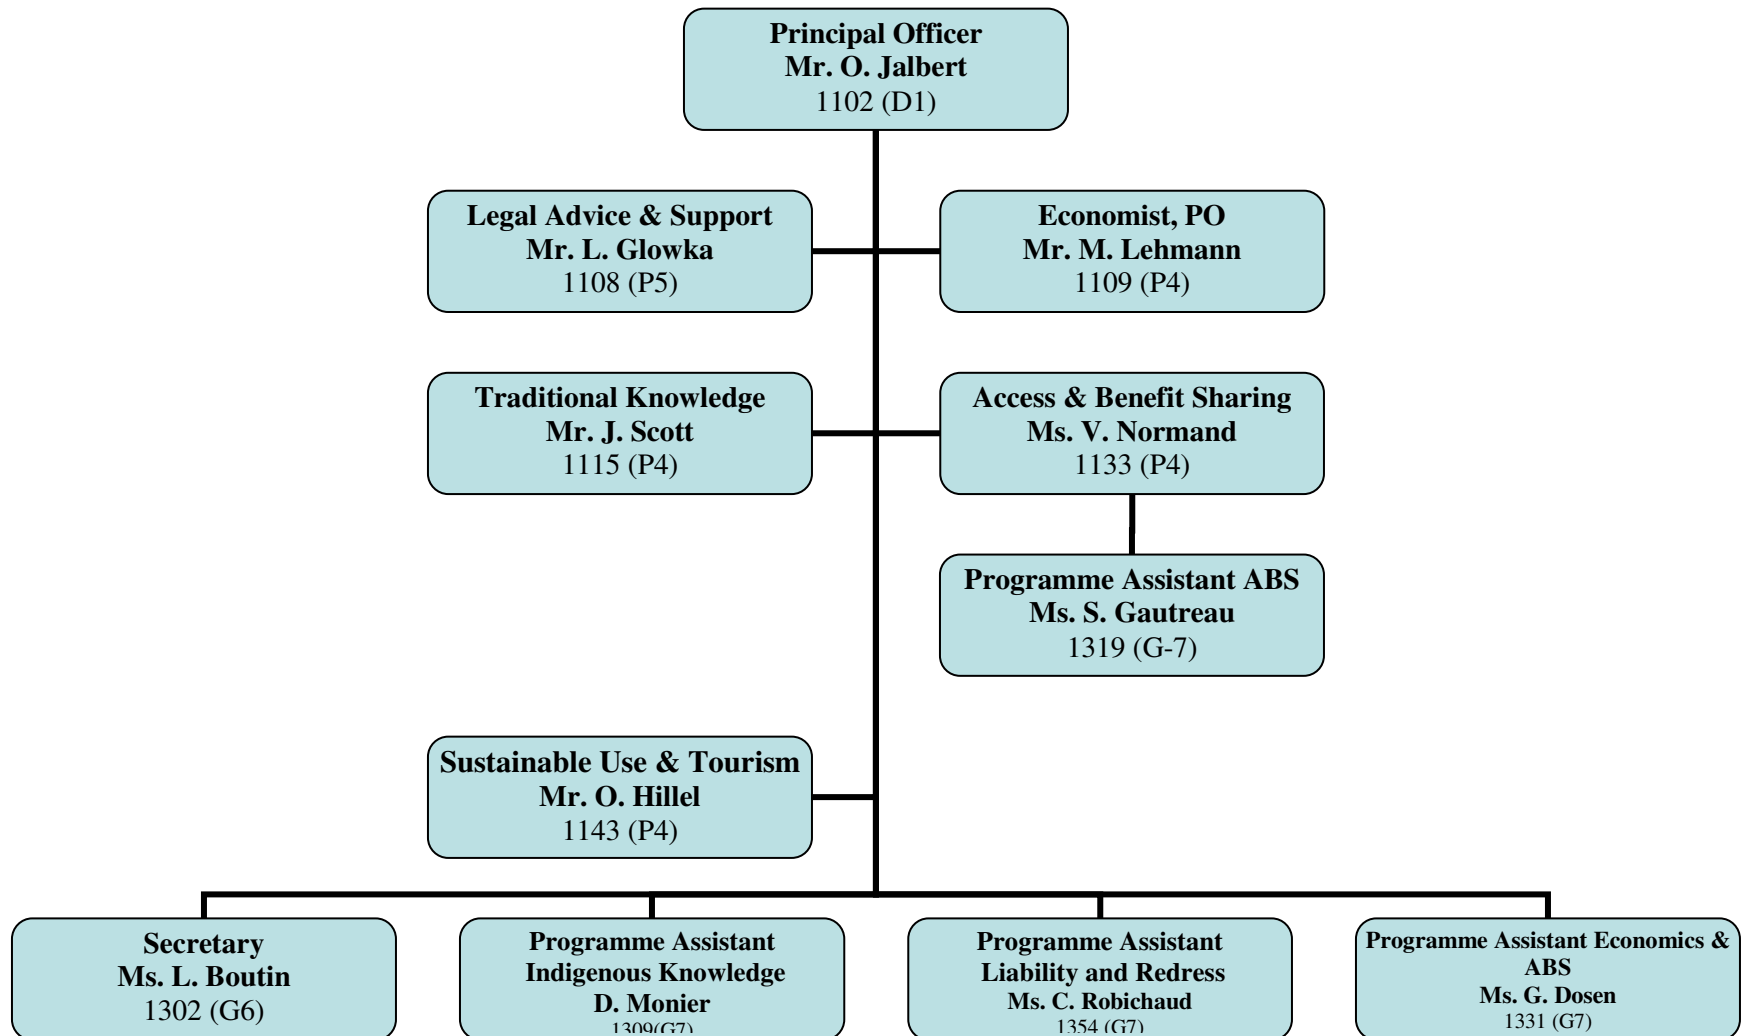 Principal Officer
Mr. O. Jalbert
1102 (D1)
Legal Advice & Support
Mr. L. Glowka
1108 (P5)
Economist, PO
Mr. M. Lehmann
1109 (P4)
Traditional Knowledge
Mr. J. Scott
1115 (P4)
Access & Benefit Sharing
Ms. V. Normand
1133 (P4)
Programme Assistant ABS
Ms. S. Gautreau
1319 (G-7)
Sustainable Use & Tourism
Mr. O. Hillel
1143 (P4)
Secretary
Ms. L. Boutin
1302 (G6)
Programme Assistant
Indigenous Knowledge
D. Monier
1309(G7)
Programme Assistant
Liability and Redress
Ms. C. Robichaud
1354 (G7)
Programme Assistant Economics &
ABS
Ms. G. Dosen
1331 (G7)